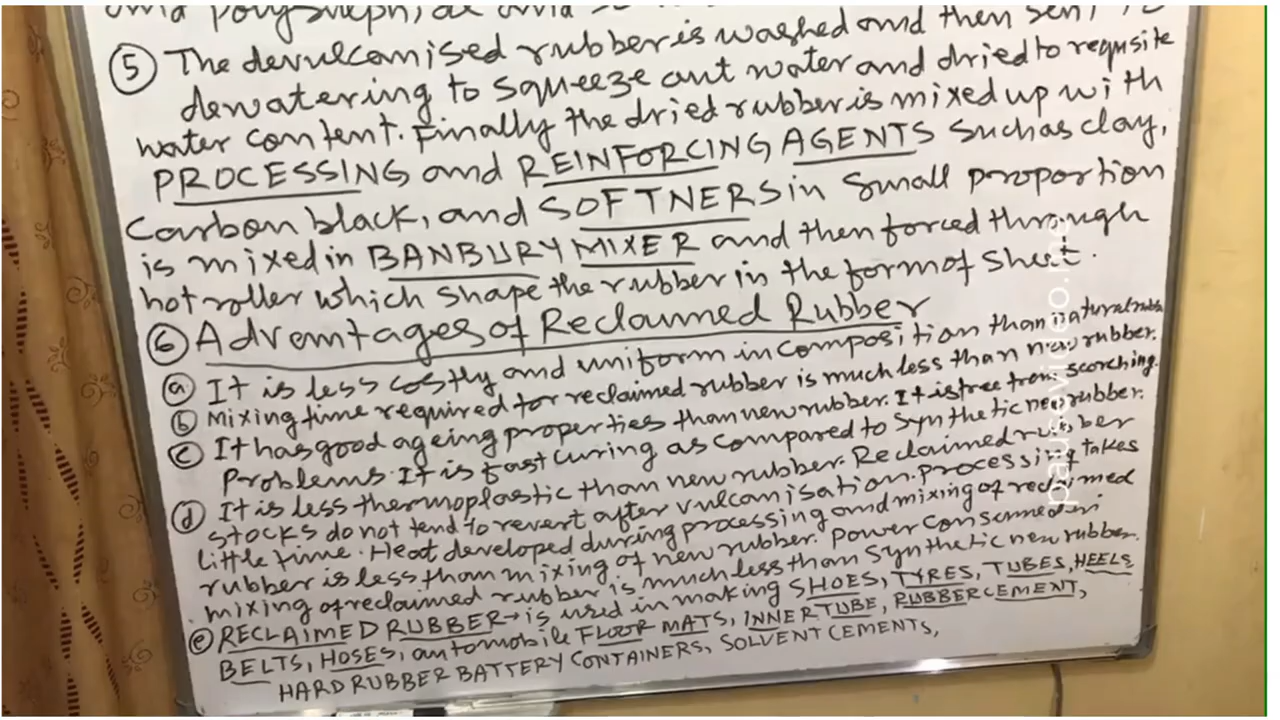 and
⑤ The devulcanised rubber is washed and then sent to
dewatering to squeeze out water and dried to requsite
water content. Finally the dried rubber is mixed up with
PROCESSING and REINFORCING AGENTS Such as clay,
Carbon black, and SOFTNERS in small proportion
is mixed in BANBURY MIXER and then forced through
hot roller which shape the rubber in the form of sheet.
⑥ Advantages of Reclaimed Rubber
ⓐ It is less costly and uniform in composition than natural
ⓑ Mixing time required for reclaimed rubber is much less than new rubber.
ⓒ It has good ageing properties than new rubber. It is free from scorching
Problems. It is fast curing as compared to Synthetic new rubber.
ⓓ It is less thermoplastic than new rubber. Reclaimed rubber
stocks do not tend to revert after vulcanisation. processing takes
little time. Heat developed during processing and mixing of reclaimed
rubber is less than mixing of new rubber. Power consumed in
mixing of reclaimed rubber is much less than Synthetic new rubber.
ⓔ RECLAIMED RUBBER → is used in making SHOES, TYRES, TUBES, HEELS
BELTS, HOSES, automobile FLOOR MATS, INNER TUBE, RUBBER CEMENT,
HARD RUBBER BATTERY CONTAINERS, SOLVENT CEMENTS,